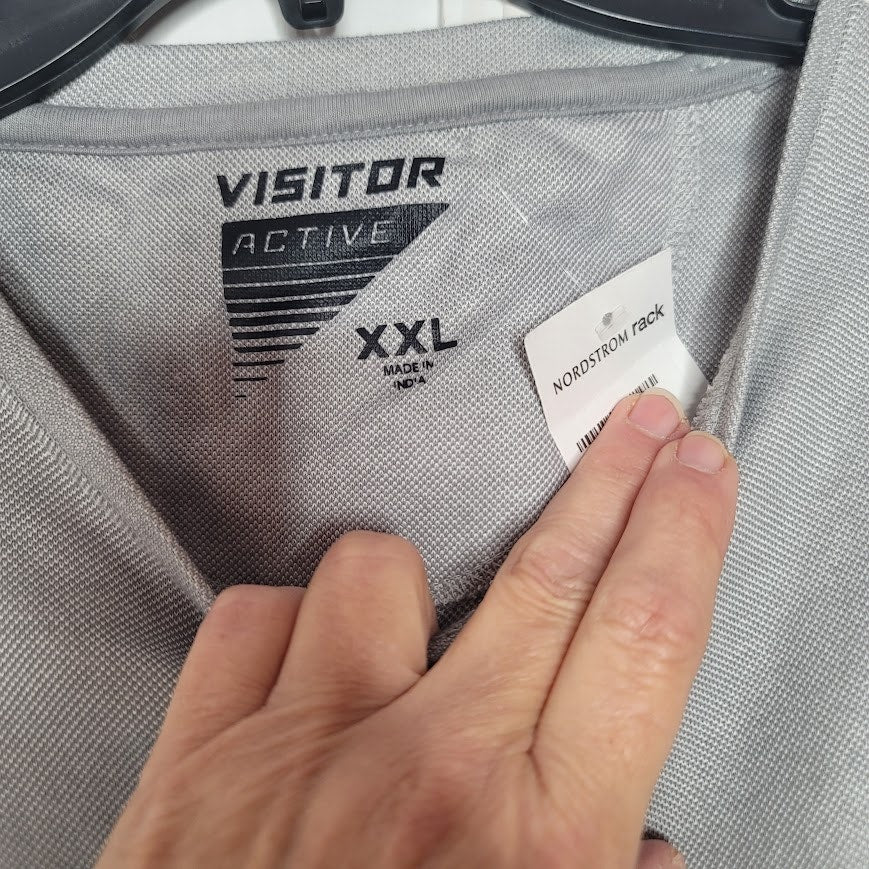 VISITOR
ACTIVE
XXL
MADE IN
INDIA
NORDSTROM rack